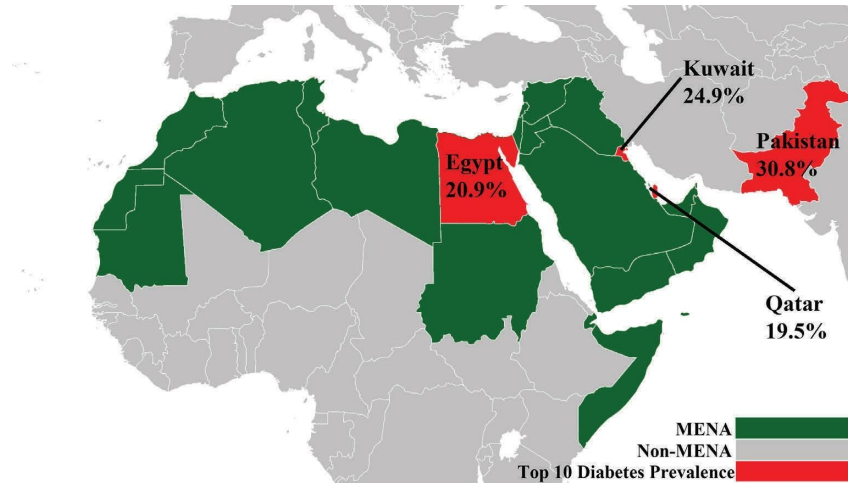 Kuwait
24.9%
Pakistan
30.8%
Egypt
20.9%
Qatar
19.5%
MENA
Non-MENA
Top 10 Diabetes Prevalence